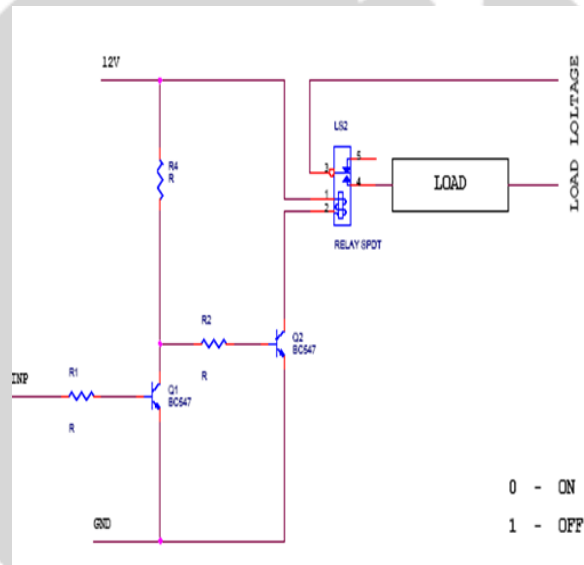 12V
LOAD LOLTAGE
LS2
5
3
4
LOAD
1
2
RELAY SPDT
R4
R
R2
Q2
BC547
R
INP
R1
Q1
BC547
R
0 - ON
GND
1 - OFF